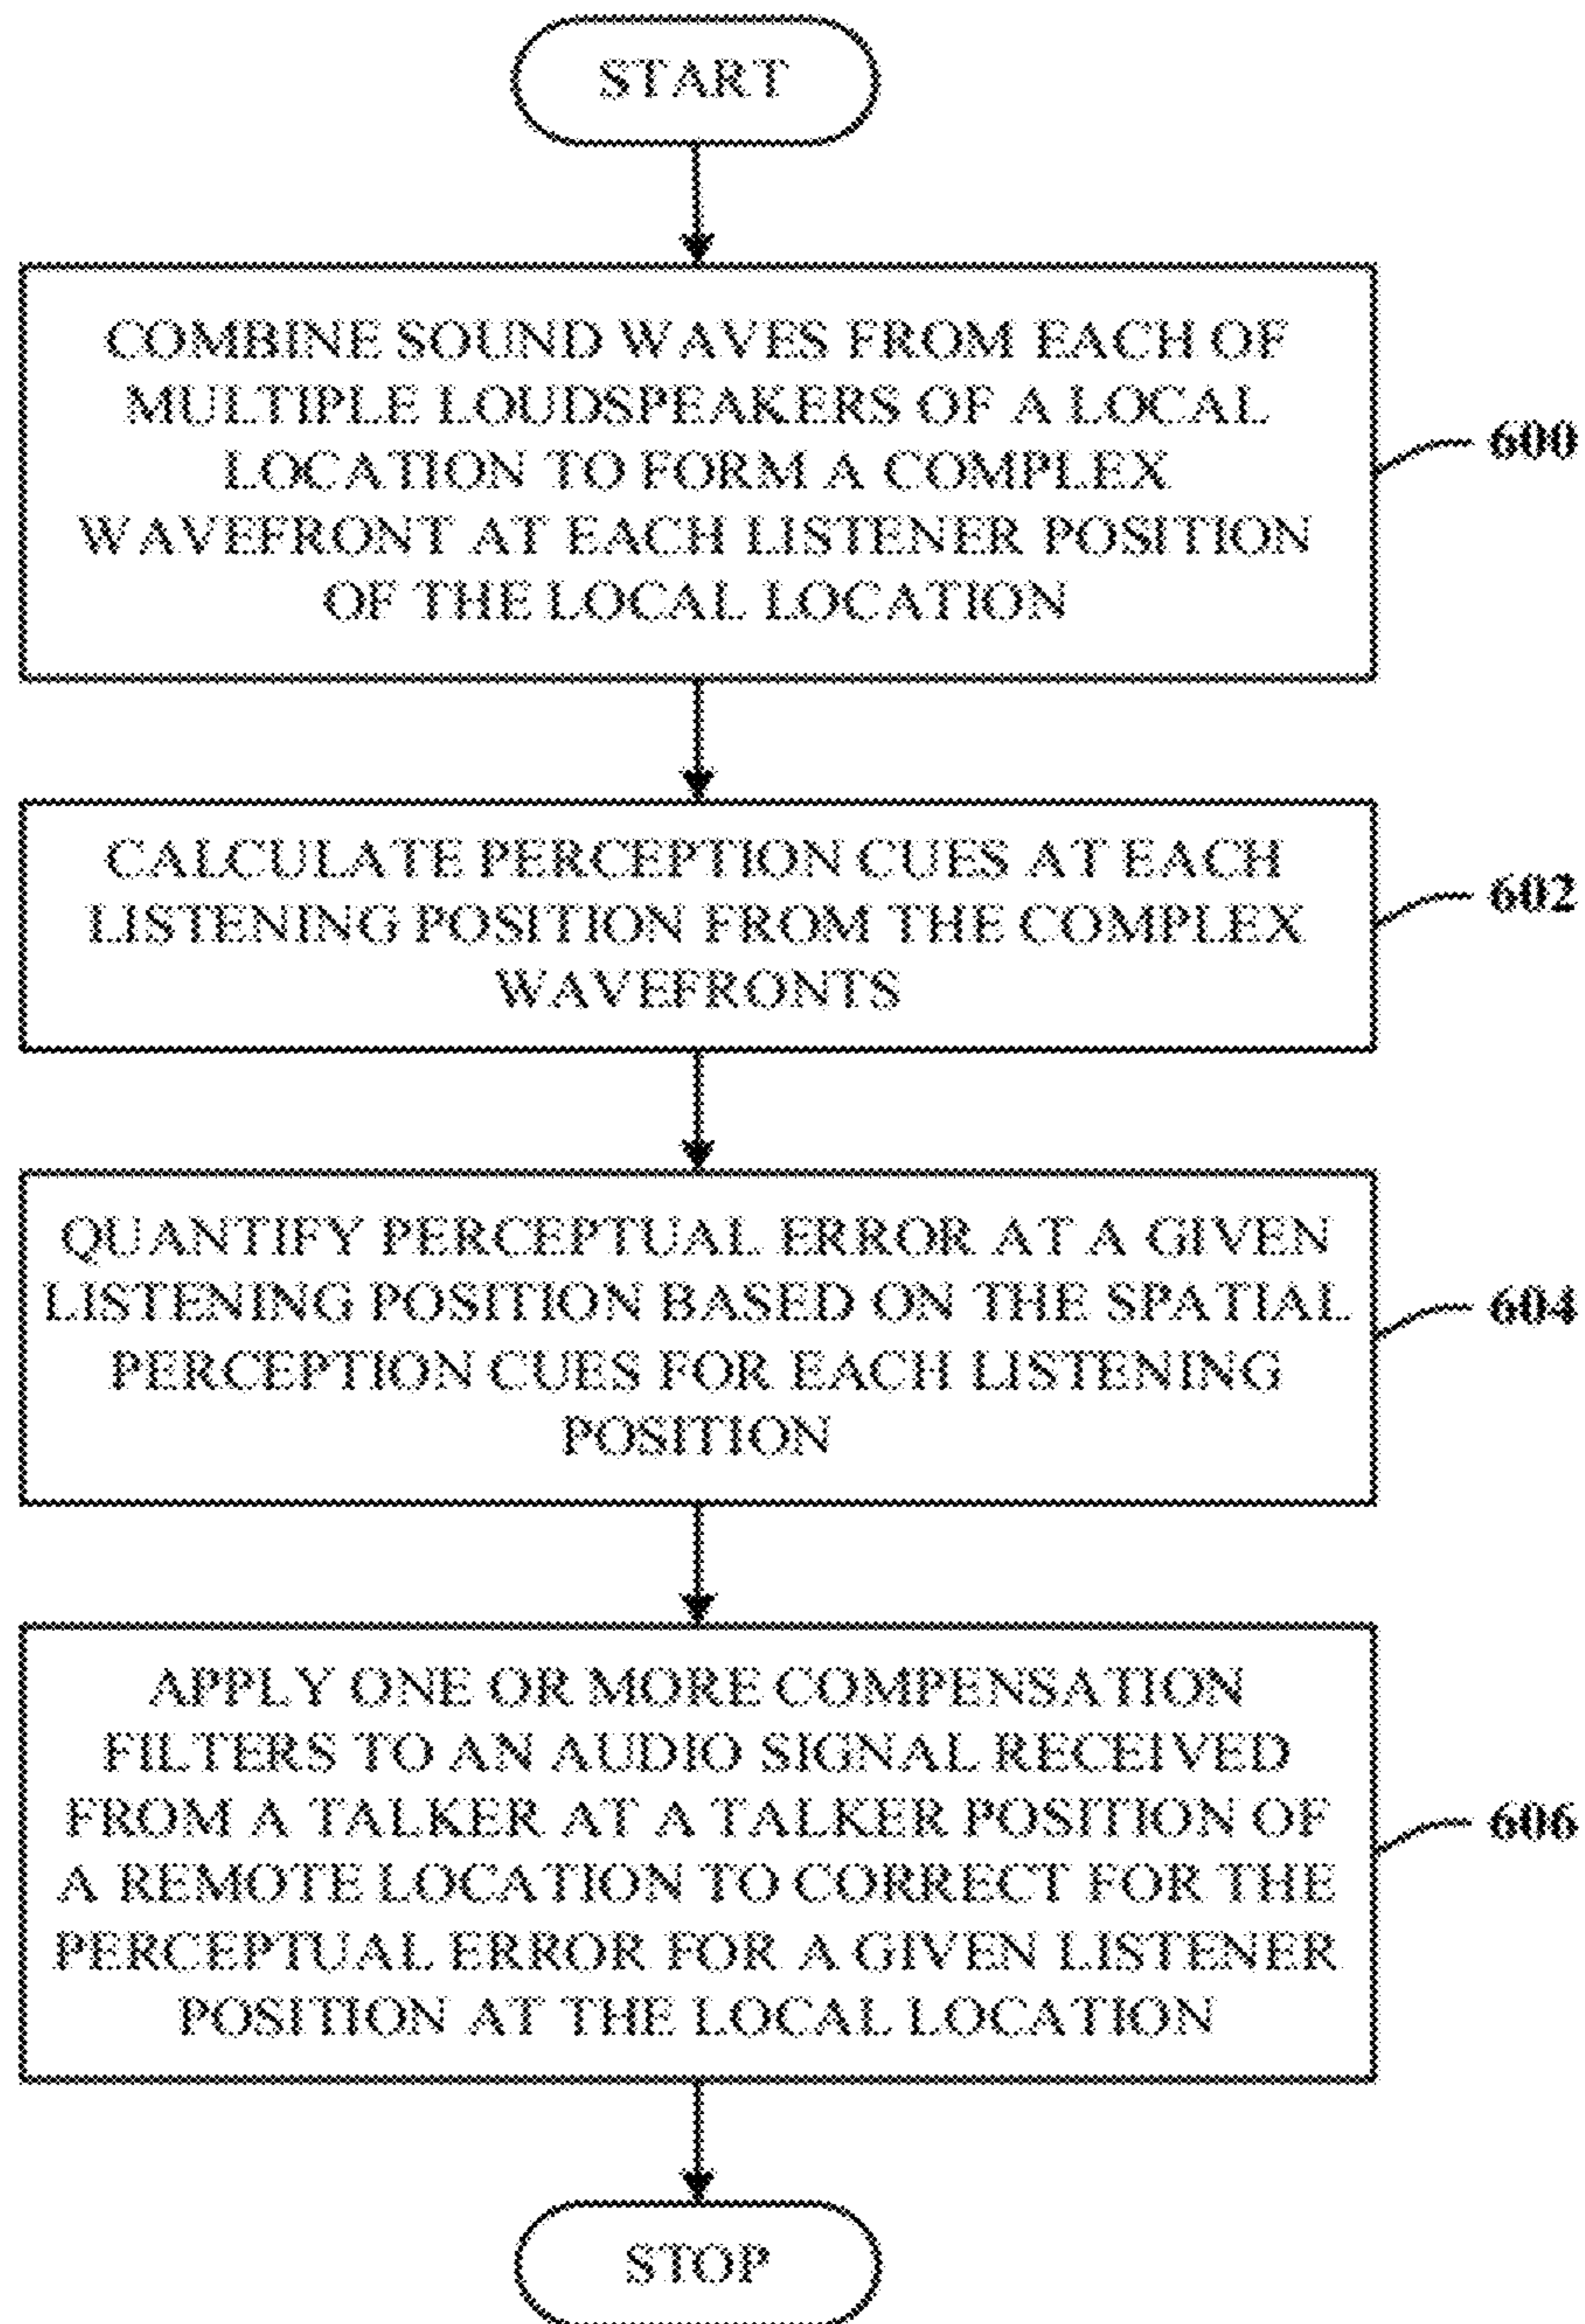 START
COMBINE SOUND WAVES FROM EACH OF
MULTIPLE LOUDSPEAKERS OF A LOCAL
LOCATION TO FORM A COMPLEX
WAVEFRONT AT EACH LISTENER POSITION
OF THE LOCAL LOCATION
600
CALCULATE PERCEPTION CUES AT EACH
LISTENING POSITION FROM THE COMPLEX
WAVEFRONTS
602
QUANTIFY PERCEPTUAL ERROR AT A GIVEN
LISTENING POSITION BASED ON THE SPATIAL
PERCEPTION CUES FOR EACH LISTENING
POSITION
604
APPLY ONE OR MORE COMPENSATION
FILTERS TO AN AUDIO SIGNAL RECEIVED
FROM A TALKER AT A TALKER POSITION OF
A REMOTE LOCATION TO CORRECT FOR THE
PERCEPTUAL ERROR FOR A GIVEN LISTENER
POSITION AT THE LOCAL LOCATION
606
STOP